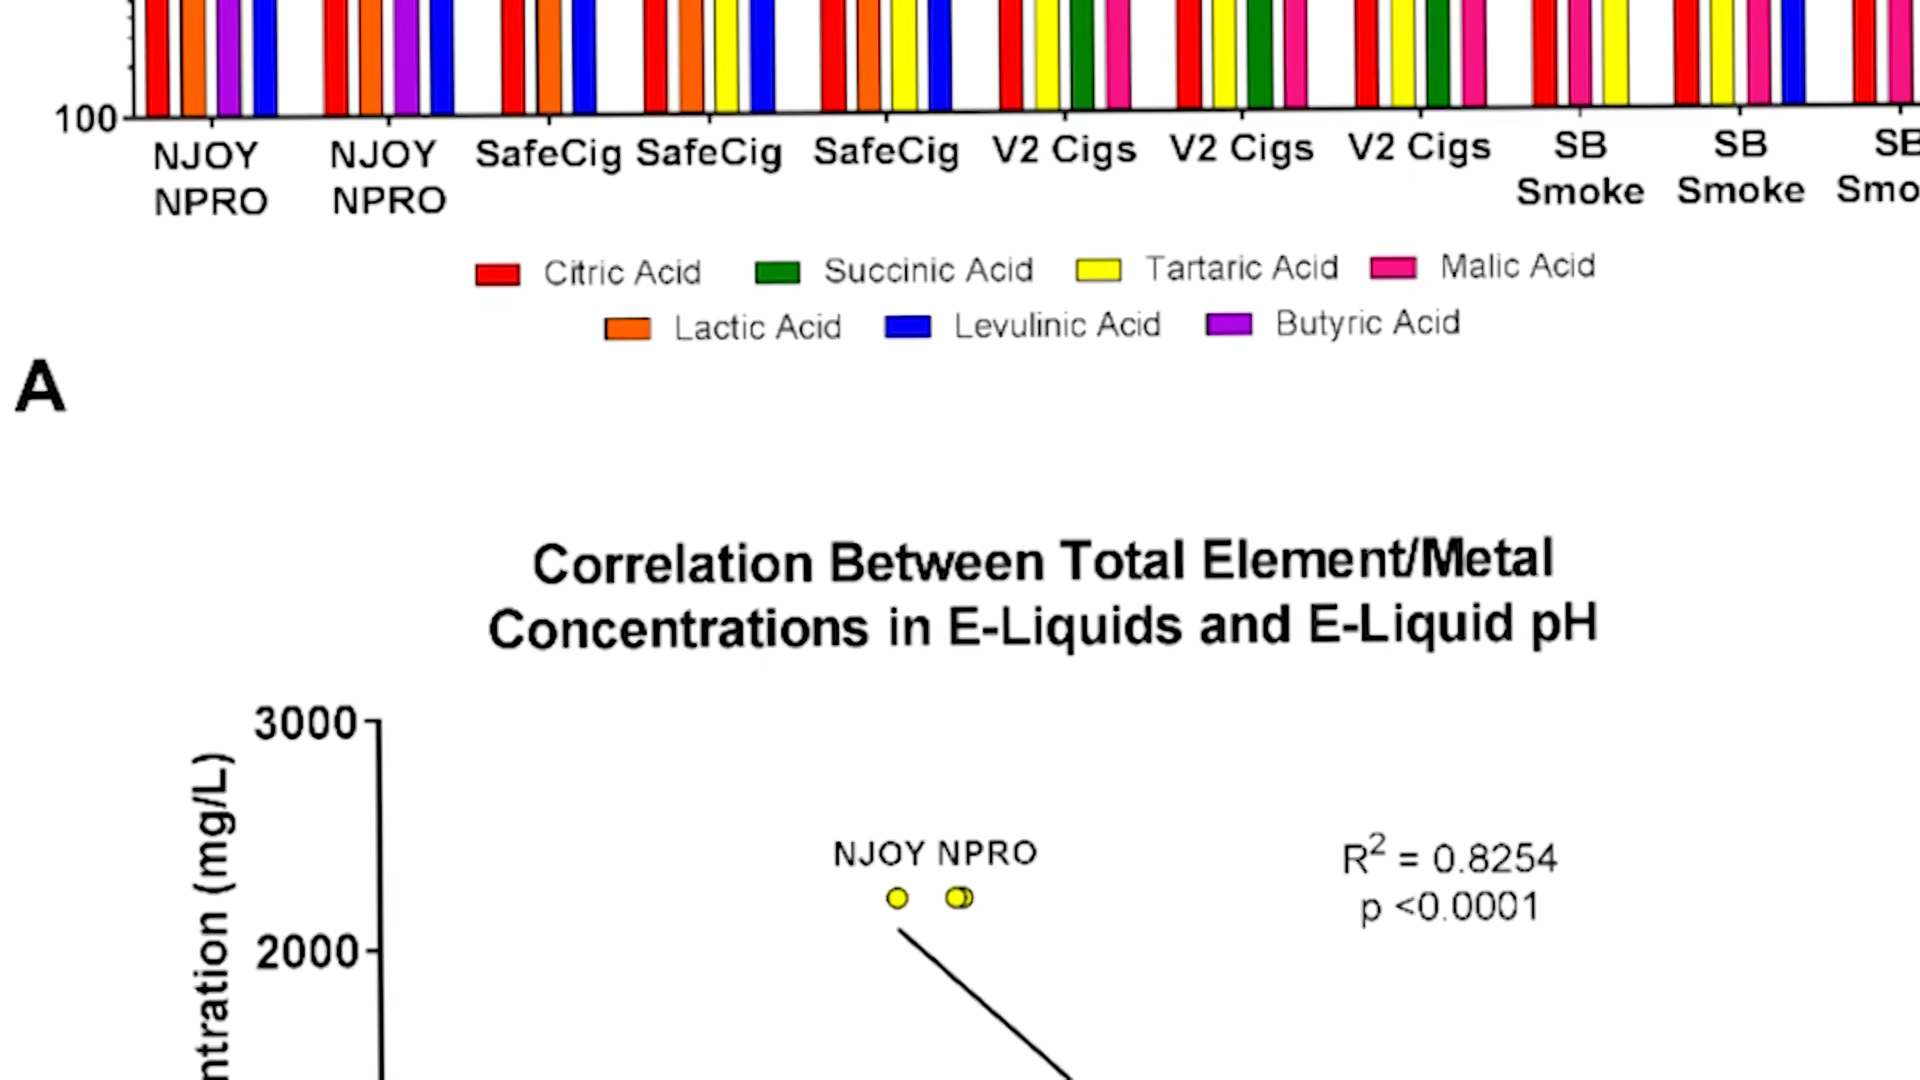 100
NJOY NPRO
NJOY NPRO
SafeCig
SafeCig
SafeCig
V2 Cigs
V2 Cigs
V2 Cigs
SB Smoke
SB Smoke
SB
Citric Acid
Succinic Acid
Tartaric Acid
Malic Acid
Lactic Acid
Levulinic Acid
Butyric Acid
A
Correlation Between Total Element/Metal
Concentrations in E-Liquids and E-Liquid pH
3000
2000
(mg/L)
NJOY NPRO
R² = 0.8254
p <0.0001